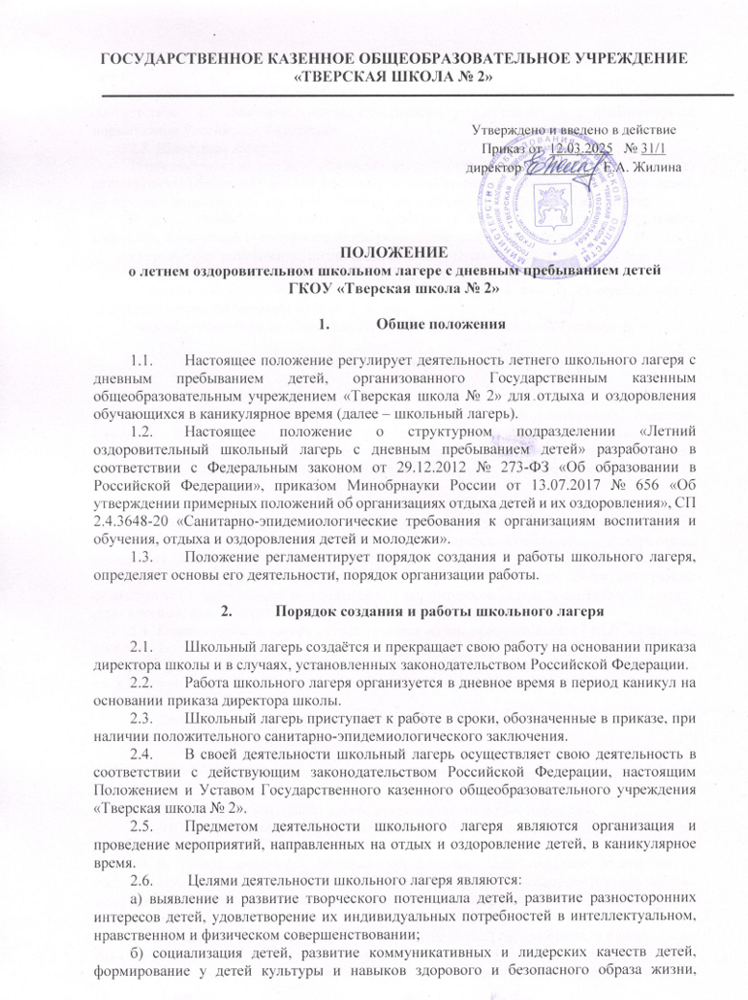 ГОСУДАРСТВЕННОЕ КАЗЕННОЕ ОБЩЕОБРАЗОВАТЕЛЬНОЕ УЧРЕЖДЕНИЕ
«ТВЕРСКАЯ ШКОЛА № 2»
Утверждено и введено в действие
Приказ от 12.03.2025 № 31/1
директор Е.А. Жилина
ПОЛОЖЕНИЕ
о летнем оздоровительном школьном лагере с дневным пребыванием детей
ГКОУ «Тверская школа № 2»
1. Общие положения
1.1. Настоящее положение регулирует деятельность летнего школьного лагеря с
дневным пребыванием детей, организованного Государственным казенным
общеобразовательным учреждением «Тверская школа № 2» для отдыха и оздоровления
обучающихся в каникулярное время (далее – школьный лагерь).
1.2. Настоящее положение о структурном подразделении «Летний
оздоровительный школьный лагерь с дневным пребыванием детей» разработано в
соответствии с Федеральным законом от 29.12.2012 № 273-ФЗ «Об образовании в
Российской Федерации», приказом Минобрнауки России от 13.07.2017 № 656 «Об
утверждении примерных положений об организациях отдыха детей и их оздоровления», СП
2.4.3648-20 «Санитарно-эпидемиологические требования к организациям воспитания и
обучения, отдыха и оздоровления детей и молодежи».
1.3. Положение регламентирует порядок создания и работы школьного лагеря,
определяет основы его деятельности, порядок организации работы.
2. Порядок создания и работы школьного лагеря
2.1. Школьный лагерь создаётся и прекращает свою работу на основании приказа
директора школы и в случаях, установленных законодательством Российской Федерации.
2.2. Работа школьного лагеря организуется в дневное время в период каникул на
основании приказа директора школы.
2.3. Школьный лагерь приступает к работе в сроки, обозначенные в приказе, при
наличии положительного санитарно-эпидемиологического заключения.
2.4. В своей деятельности школьный лагерь осуществляет свою деятельность в
соответствии с действующим законодательством Российской Федерации, настоящим
Положением и Уставом Государственного казенного общеобразовательного учреждения
«Тверская школа № 2».
2.5. Предметом деятельности школьного лагеря являются организация и
проведение мероприятий, направленных на отдых и оздоровление детей, в каникулярное
время.
2.6. Целями деятельности школьного лагеря являются:
а) выявление и развитие творческого потенциала детей, развитие разносторонних
интересов детей, удовлетворение их индивидуальных потребностей в интеллектуальном,
нравственном и физическом совершенствовании;
б) социализация детей, развитие коммуникативных и лидерских качеств детей,
формирование у детей культуры и навыков здорового и безопасного образа жизни,